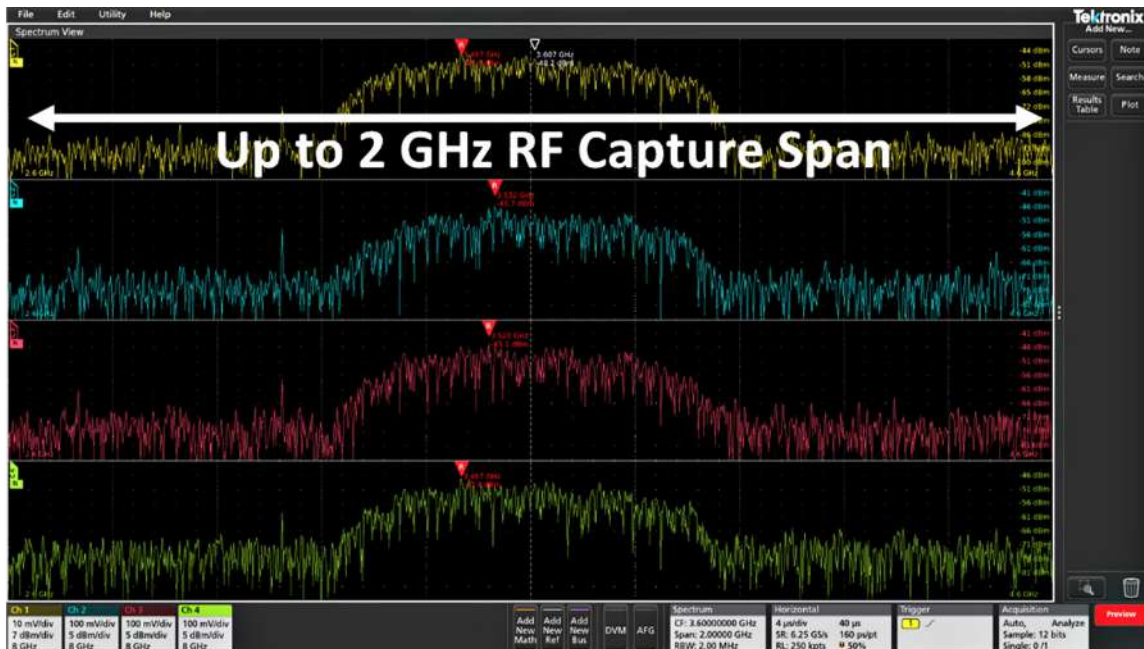 File Edit Utility Help
Tektronix
Spectrum View
Add New...
Cursors Note
Measure Search
Results Table Plot
3.607 GHz
-48.2 dBm
-44 dBm
-51 dBm
-58 dBm
-65 dBm
Up to 2 GHz RF Capture Span
2.6 GHz
4.6 GHz
-41 dBm
-46 dBm
-51 dBm
-56 dBm
-41 dBm
-46 dBm
-51 dBm
-56 dBm
-46 dBm
-51 dBm
-56 dBm
-61 dBm
Ch 1
10 mV/div
7 dBm/div
8 GHz
Ch 2
100 mV/div
5 dBm/div
8 GHz
Ch 3
100 mV/div
5 dBm/div
8 GHz
Ch 4
100 mV/div
5 dBm/div
8 GHz
Add New Math
Add New Ref
Add New Bus
DVM
AFG
Spectrum
CF: 3.60000000 GHz
Span: 2.00000 GHz
RBW: 2.00 MHz
Horizontal
4 µs/div 40 µs
SR: 6.25 GS/s 160 ps/pt
RL: 250 kpts 50%
Trigger
1
Acquisition
Auto, Analyze
Sample: 12 bits
Single: 0/1
Preview